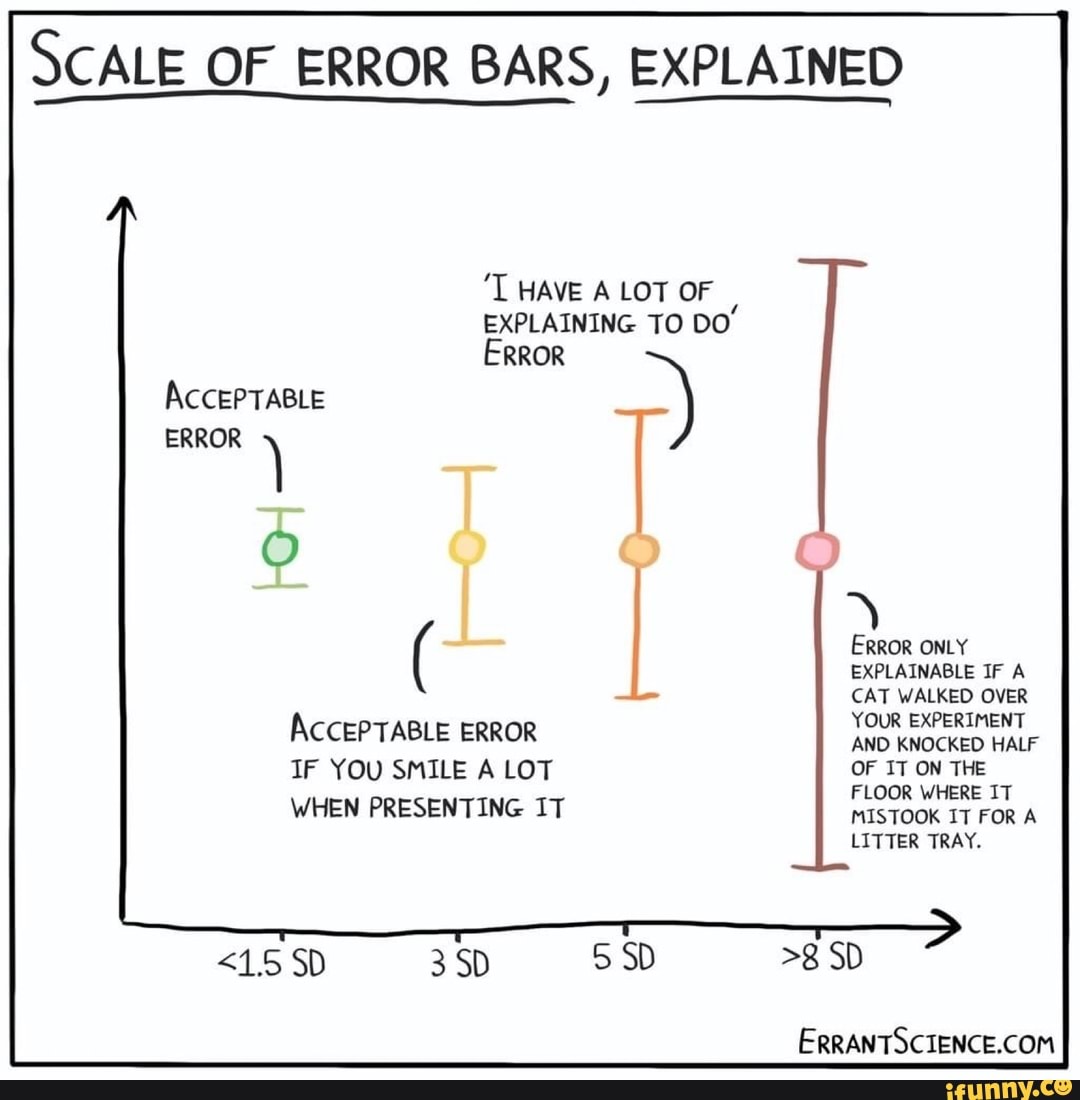 SCALE OF ERROR BARS, EXPLAINED
'I HAVE A LOT OF
EXPLAINING TO DO'
ERROR
ACCEPTABLE
ERROR
ACCEPTABLE ERROR
IF YOU SMILE A LOT
WHEN PRESENTING IT
ERROR ONLY
EXPLAINABLE IF A
CAT WALKED OVER
YOUR EXPERIMENT
AND KNOCKED HALF
OF IT ON THE
FLOOR WHERE IT
MISTOOK IT FOR A
LITTER TRAY.
<1.5 SD
3 SD
5 SD
>8 SD
ERRANTSCIENCE.COM
ifunny.co